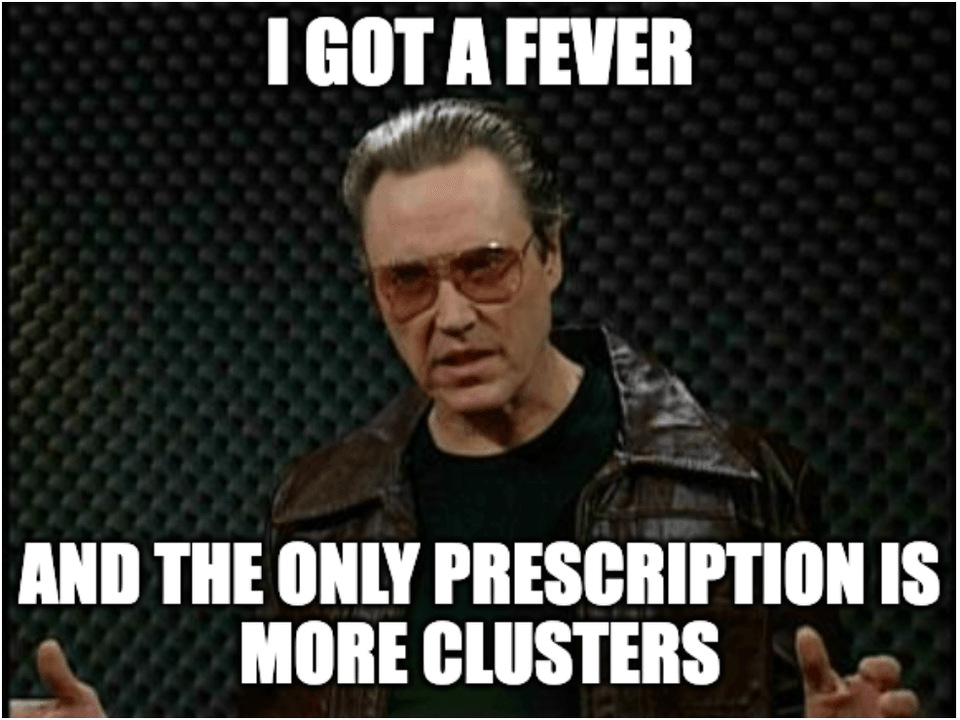 I GOT A FEVER
AND THE ONLY PRESCRIPTION IS
MORE CLUSTERS